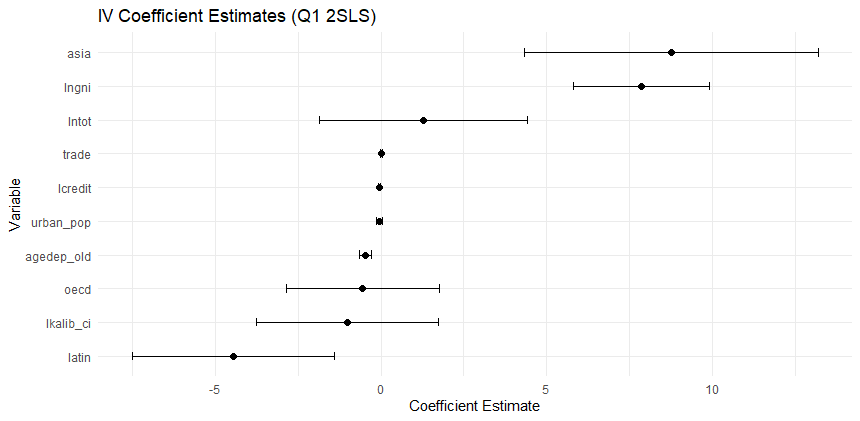 IV Coefficient Estimates (Q1 2SLS)
Variable
asia
lngni
lntot
trade
lcredit
urban_pop
agedep_old
oecd
lkalib_ci
latin
-5 0 5 10
Coefficient Estimate